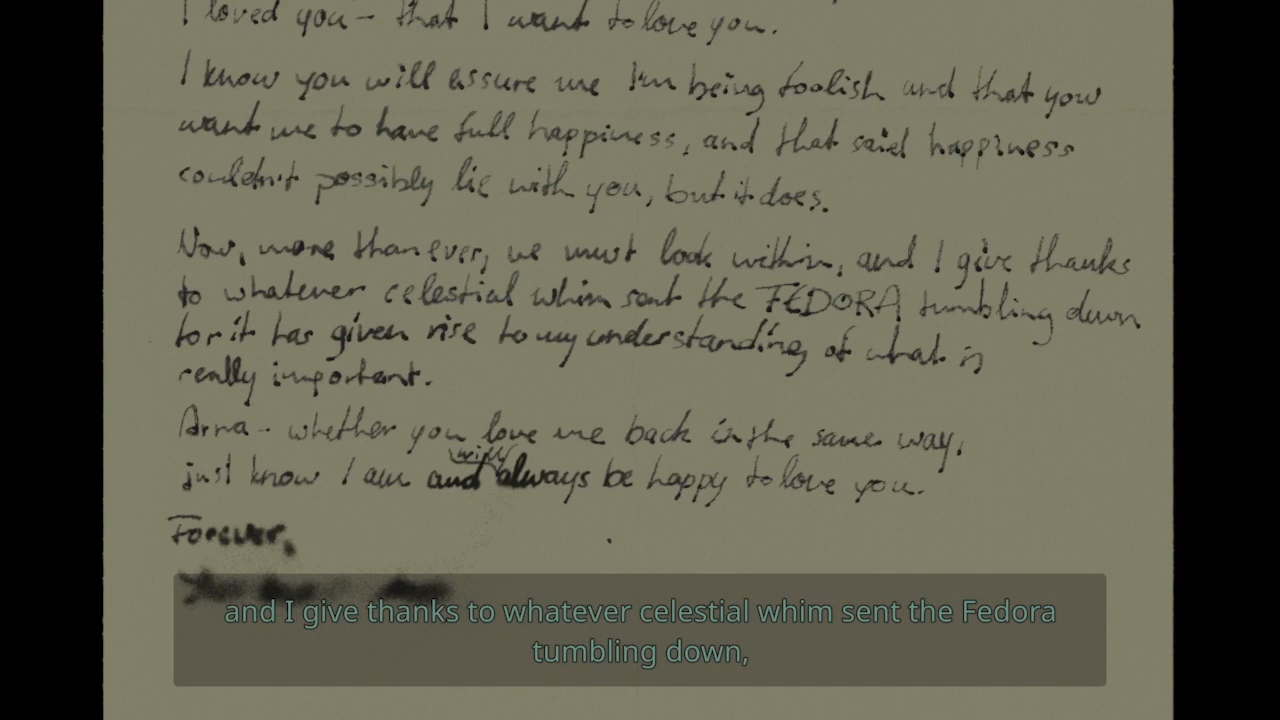 I loved you - that I want to love you.
I know you will assure me I'm being foolish and that you
want me to have full happiness, and that said happiness
couldn't possibly lie with you, but it does.
Now, more than ever, we must look within, and I give thanks
to whatever celestial whim sent the FEDORA tumbling down
for it has given rise to my understanding of what is
really important.
Arna - whether you love me back in the same way,
will
just know I am and always be happy to love you.
Forever,
and I give thanks to whatever celestial whim sent the Fedora
tumbling down,